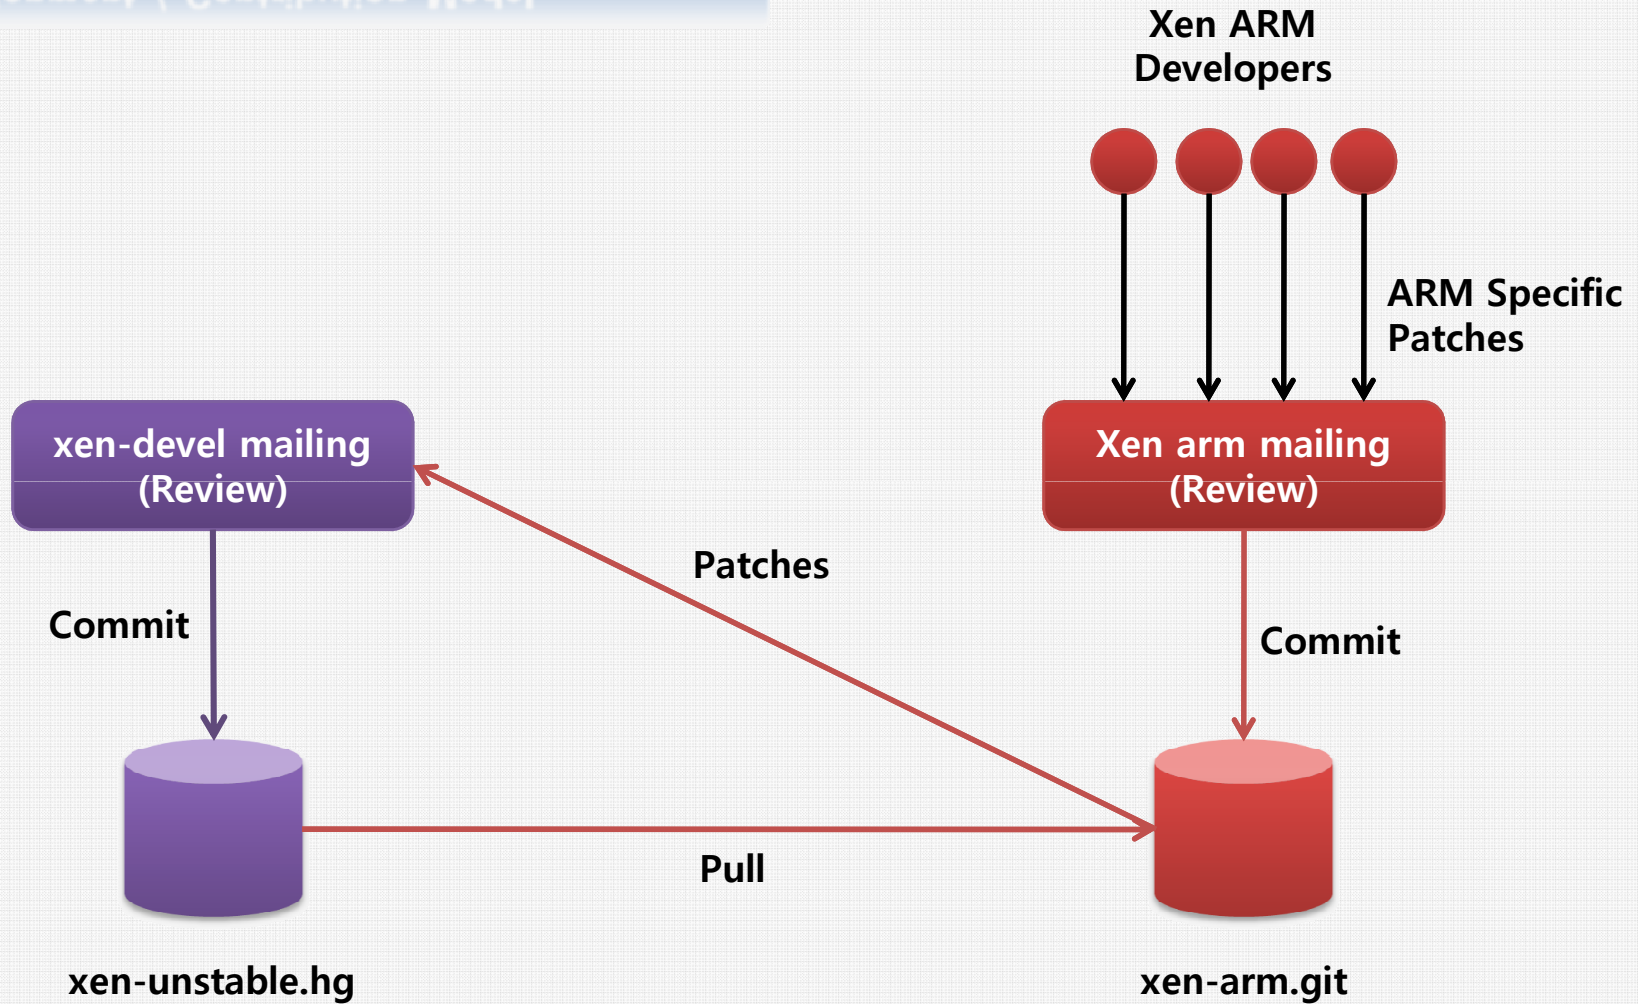 Xen ARM
Developers
ARM Specific
Patches
xen-devel mailing
(Review)
Xen arm mailing
(Review)
Patches
Commit
Commit
Pull
xen-unstable.hg
xen-arm.git